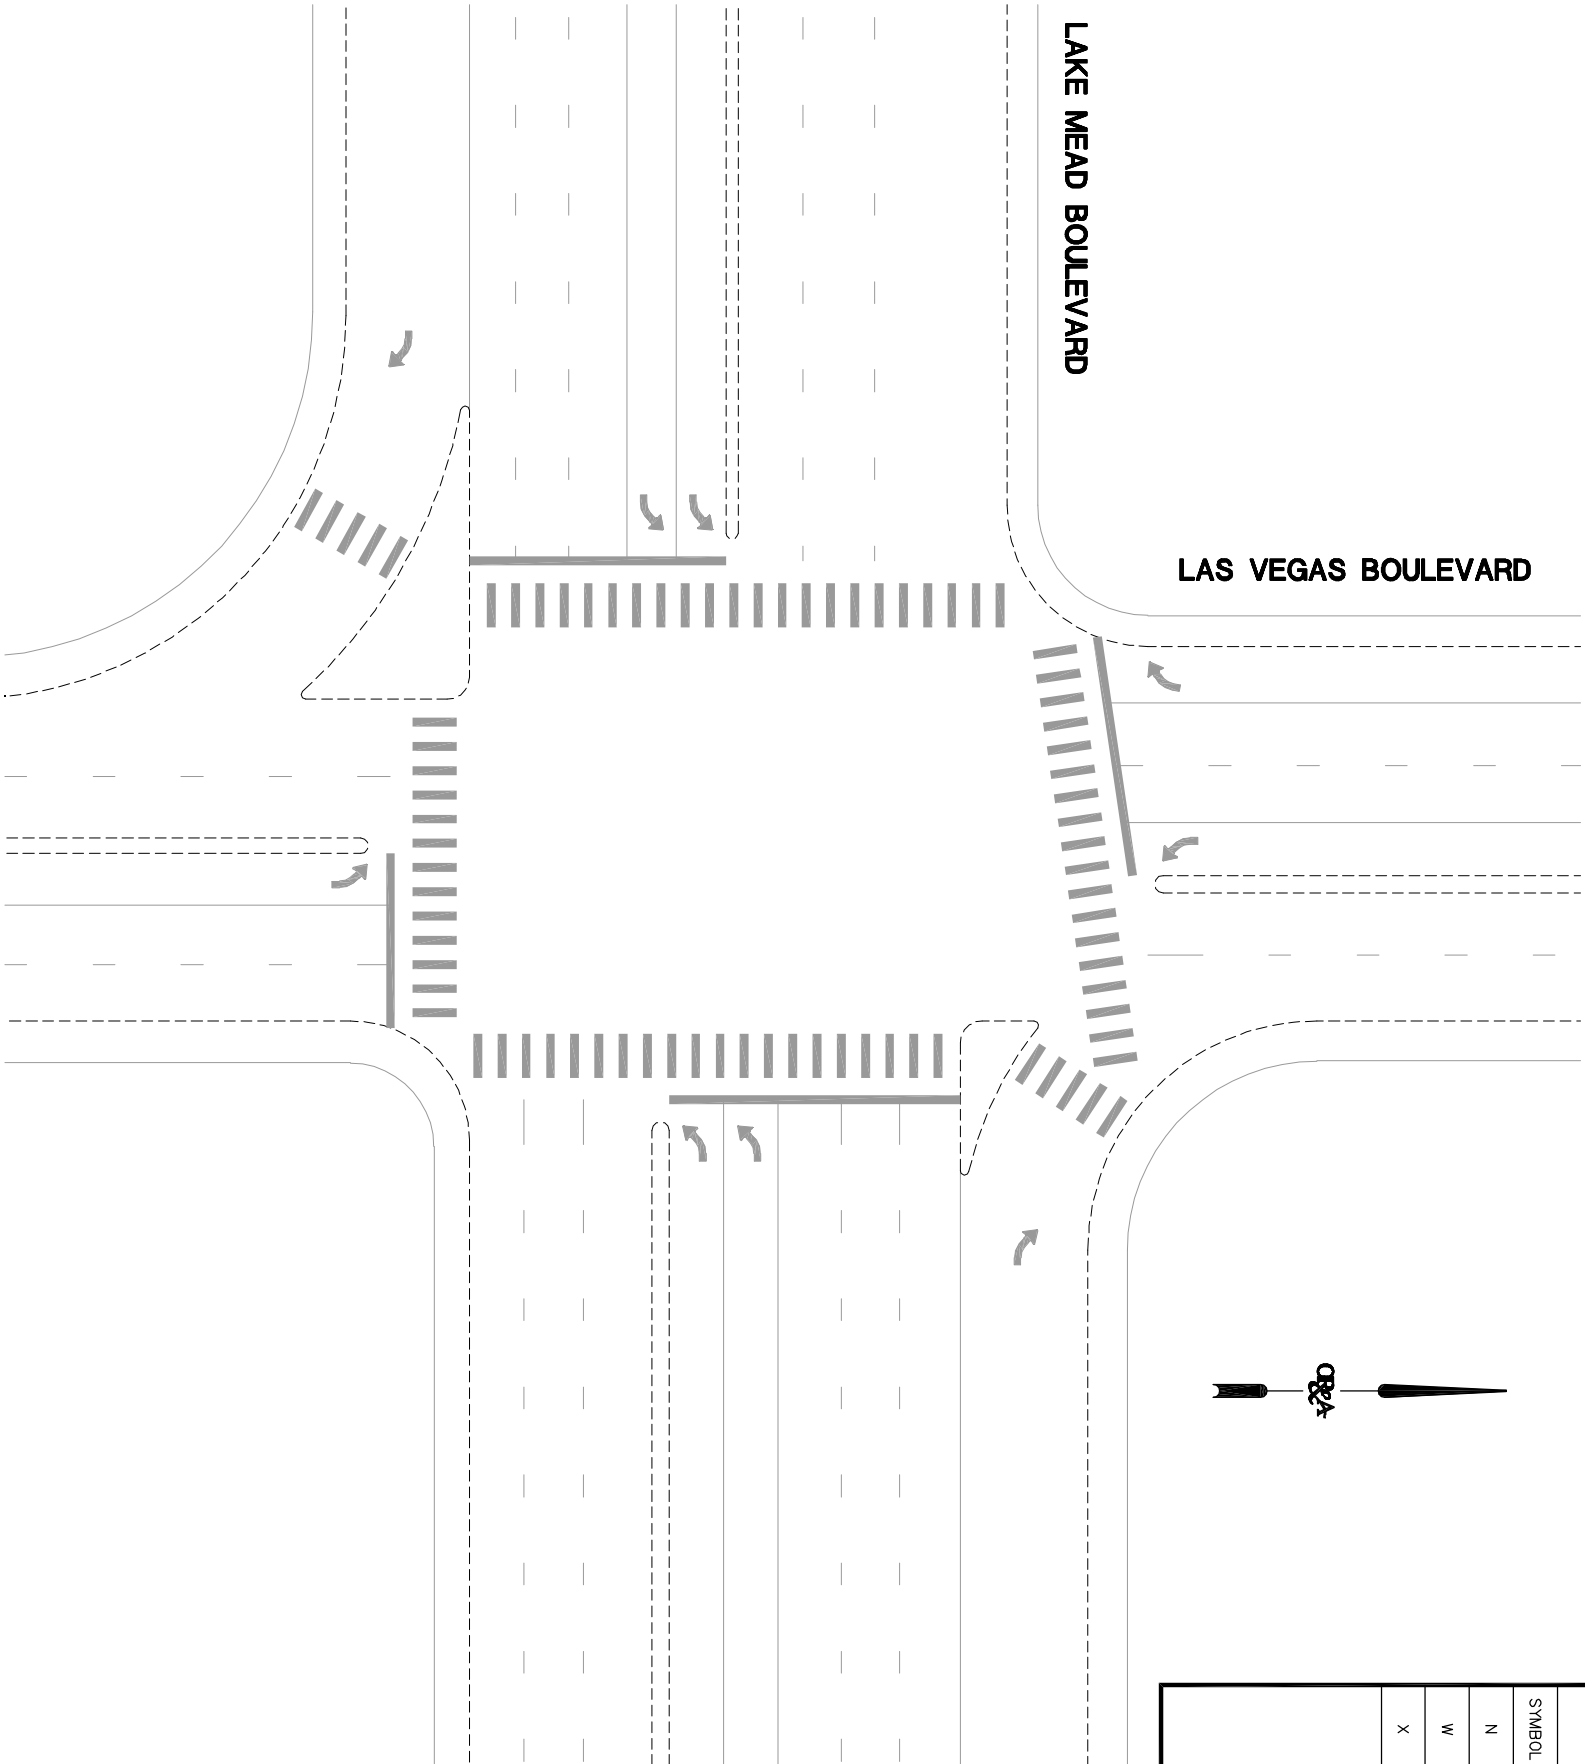 LAKE MEAD BOULEVARD
LAS VEGAS BOULEVARD
SYMBOL
N
W
X